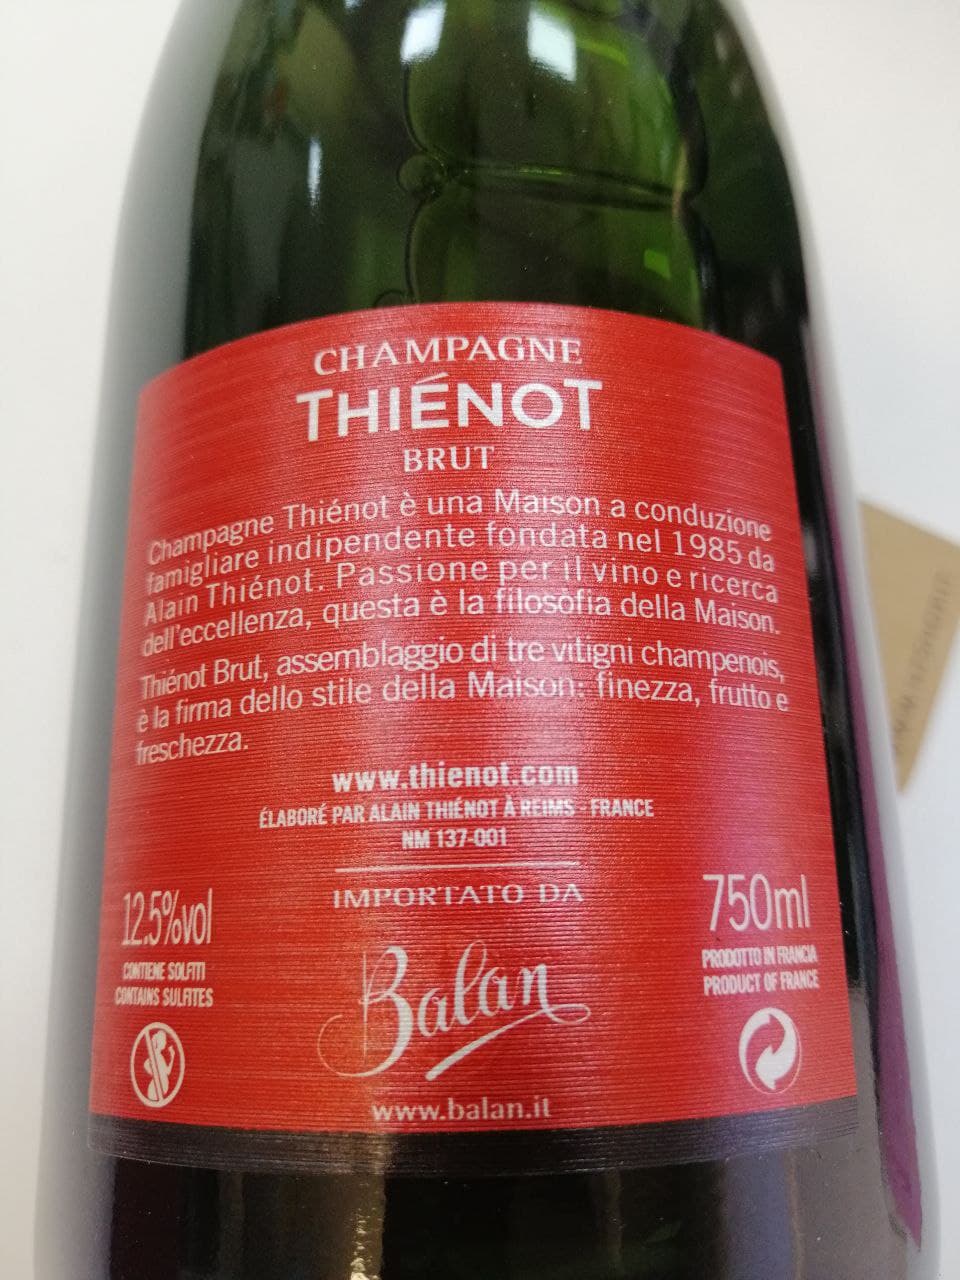 CHAMPAGNE
THIÉNOT
BRUT
Champagne Thiénot è una Maison a conduzione
famigliare indipendente fondata nel 1985 da
Alain Thiénot. Passione per il vino e ricerca
dell'eccellenza, questa è la filosofia della Maison.
Thiénot Brut, assemblaggio di tre vitigni champenois,
è la firma dello stile della Maison: finezza, frutto e
freschezza.
www.thienot.com
ÉLABORÉ PAR ALAIN THIÉNOT À REIMS - FRANCE
NM 137-001
IMPORTATO DA
12.5%vol
CONTIENE SOLFITI
CONTAINS SULFITES
Balan
www.balan.it
750ml
PRODOTTO IN FRANCIA
PRODUCT OF FRANCE